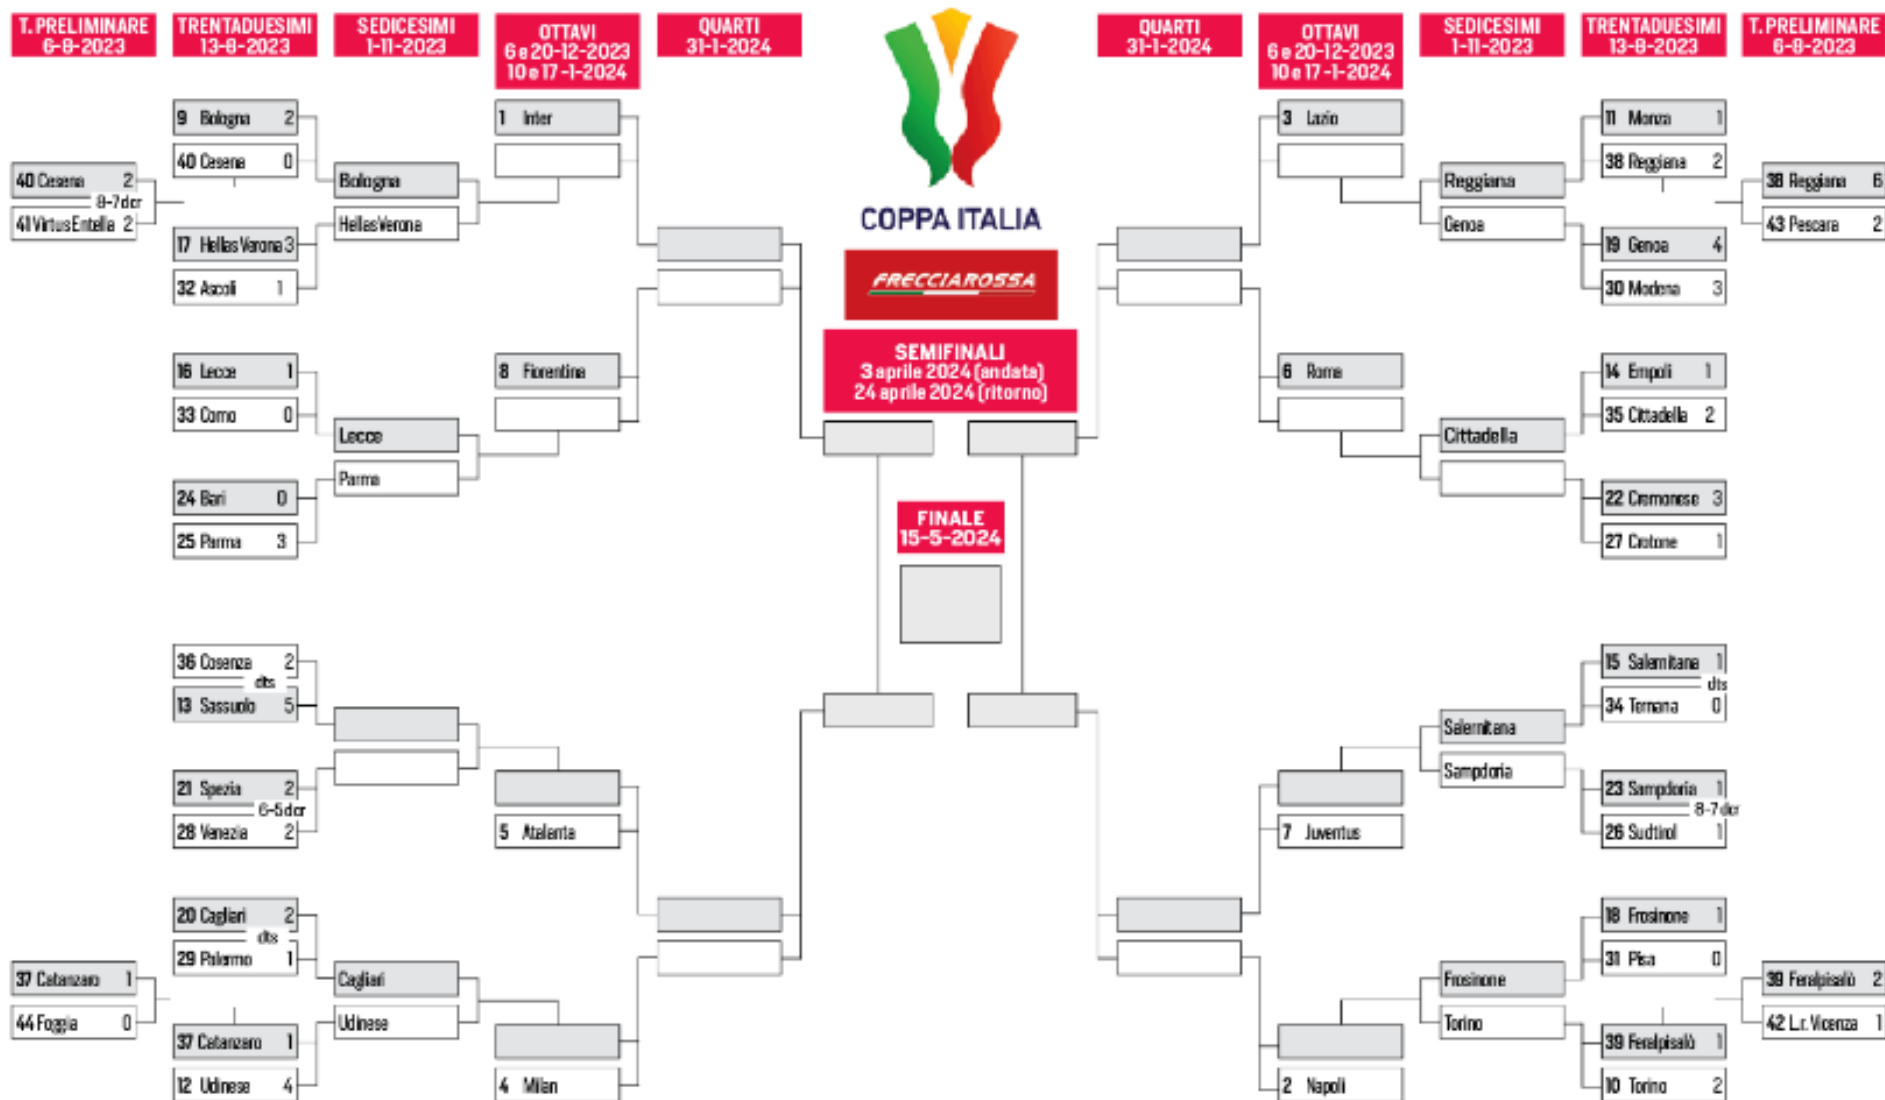 T. PRELIMINARE
6-8-2023
TRENTADUESIMI
13-8-2023
SEDICESIMI
1-11-2023
OTTAVI
6 e 20-12-2023
10 e 17-1-2024
QUARTI
31-1-2024
QUARTI
31-1-2024
OTTAVI
6 e 20-12-2023
10 e 17-1-2024
SEDICESIMI
1-11-2023
TRENTADUESIMI
13-8-2023
T. PRELIMINARE
6-8-2023
40 Cesena 2
8-7 dcr
41 Virtus Entella 2
37 Catanzaro 1
44 Foggia 0
9 Bologna 2
40 Cesena 0
17 Hellas Verona 3
32 Ascoli 1
16 Lecce 1
33 Como 0
24 Bari 0
25 Parma 3
36 Cosenza 2
dts
13 Sassuolo 5
21 Spezia 2
6-5 dcr
28 Venezia 2
20 Cagliari 2
dts
29 Palermo 1
37 Catanzaro 1
12 Udinese 4
Bologna
Hellas Verona
Lecce
Parma
Cagliari
Udinese
1 Inter
8 Fiorentina
5 Atalanta
4 Milan
COPPA ITALIA
FRECCIAROSSA
SEMIFINALI
3 aprile 2024 (andata)
24 aprile 2024 (ritorno)
FINALE
15-5-2024
3 Lazio
6 Roma
7 Juventus
2 Napoli
Reggiana
Genoa
Cittadella
Salernitana
Sampdoria
Frosinone
Torino
11 Monza 1
38 Reggiana 2
19 Genoa 4
30 Modena 3
14 Empoli 1
35 Cittadella 2
22 Cremonese 3
27 Crotone 1
15 Salernitana 1
dts
34 Ternana 0
23 Sampdoria 1
8-7 dcr
26 Sudtirol 1
18 Frosinone 1
31 Pisa 0
39 Feralpisalò 1
10 Torino 2
38 Reggiana 6
43 Pescara 2
39 Feralpisalò 2
42 L.r. Vicenza 1